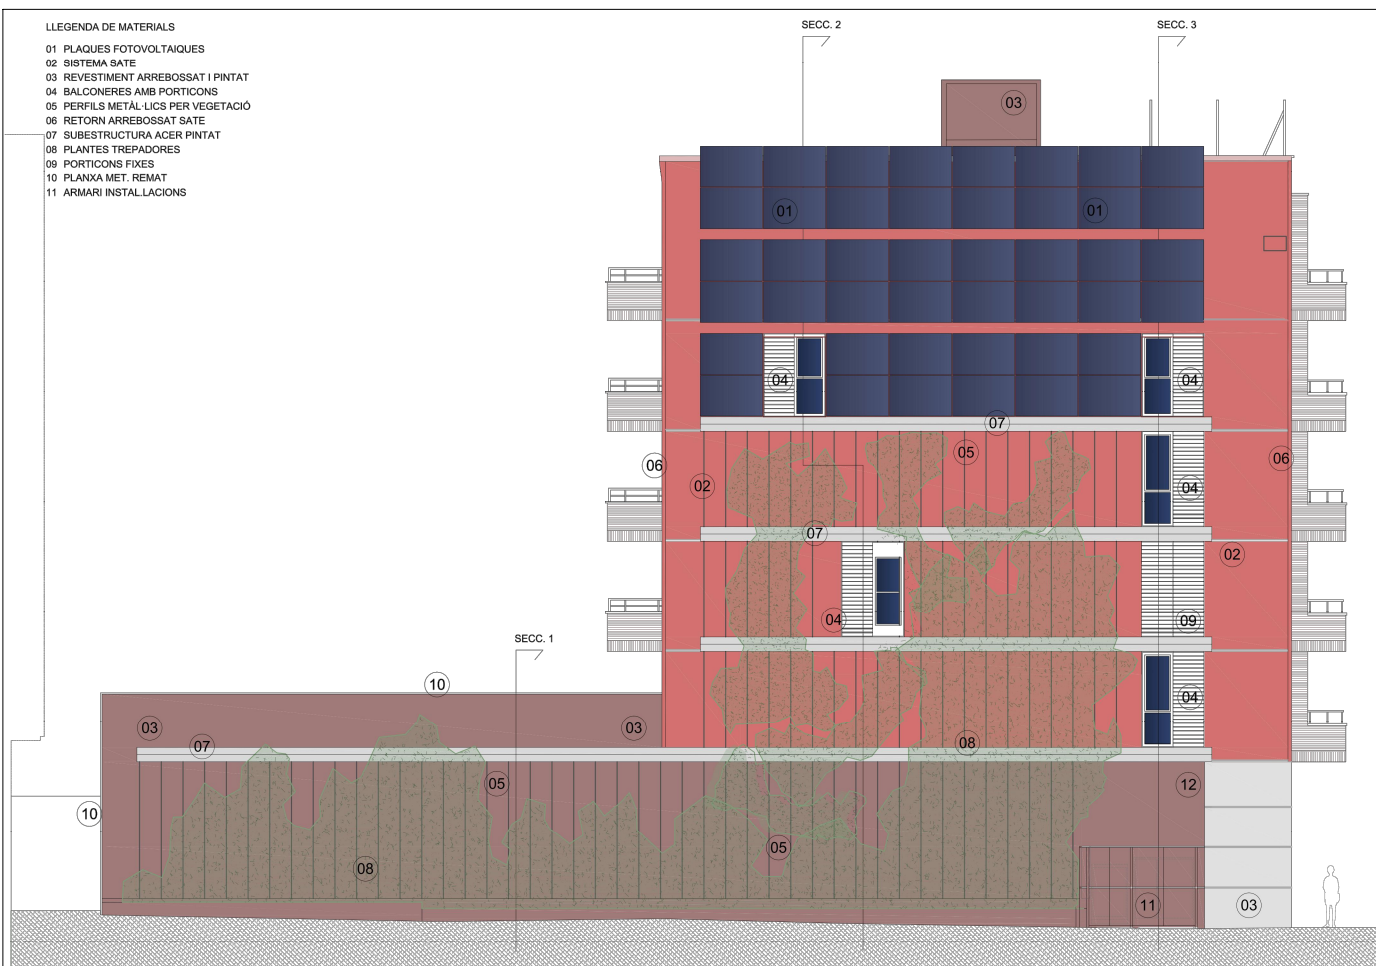 LLEGENDA DE MATERIALS
01 PLAQUES FOTOVOLTAIQUES
02 SISTEMA SATE
03 REVESTIMENT ARREBOSSAT I PINTAT
04 BALCONERES AMB PORTICONS
05 PERFILS METÀL·LICS PER VEGETACIÓ
06 RETORN ARREBOSSAT SATE
07 SUBESTRUCTURA ACER PINTAT
08 PLANTES TREPADORES
09 PORTICONS FIXES
10 PLANXA MET. REMAT
11 ARMARI INSTAL.LACIONS
SECC. 2
SECC. 3
03
01
01
04
04
07
05
06
06
02
04
07
02
04
09
SECC. 1
10
04
03
03
07
08
05
12
10
05
08
11
03